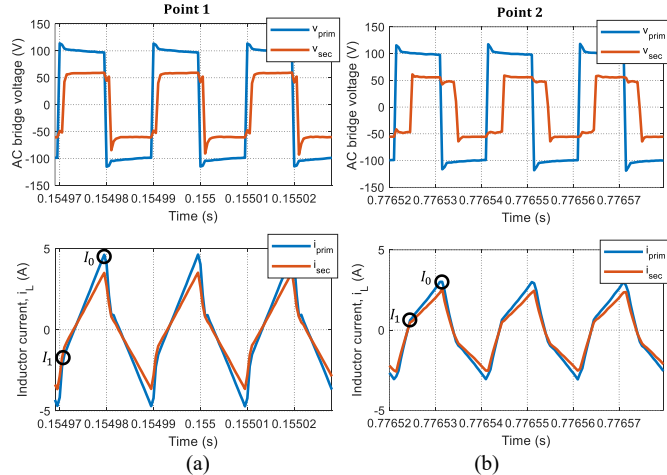 Point 1
AC bridge voltage (V)
150
100
50
0
-50
-100
-150
v_prim
v_sec
0.15497 0.15498 0.15499 0.155 0.15501 0.15502
Time (s)
Point 2
AC bridge voltage (V)
150
100
50
0
-50
-100
-150
v_prim
v_sec
0.77652 0.77653 0.77654 0.77655 0.77656 0.77657
Time (s)
Inductor current, i_L (A)
5
0
-5
I_0
I_1
i_prim
i_sec
0.15497 0.15498 0.15499 0.155 0.15501 0.15502
Time (s)
(a)
Inductor current, i_L (A)
5
0
-5
I_0
I_1
i_prim
i_sec
0.77652 0.77653 0.77654 0.77655 0.77656 0.77657
Time (s)
(b)